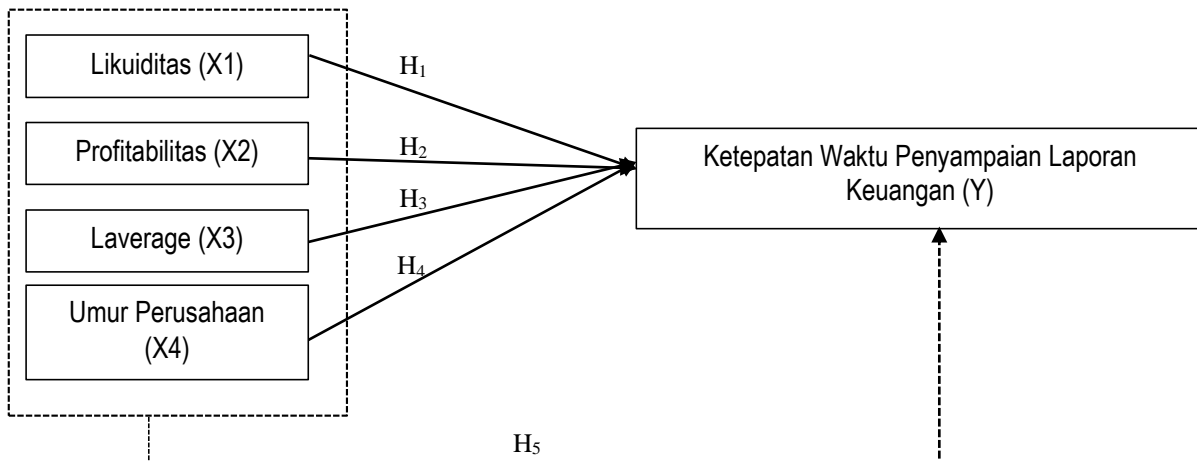 Likuiditas (X1)
H₁
Profitabilitas (X2)
H₂
Ketepatan Waktu Penyampaian Laporan
Keuangan (Y)
Laverage (X3)
H₃
Umur Perusahaan
(X4)
H₄
H₅